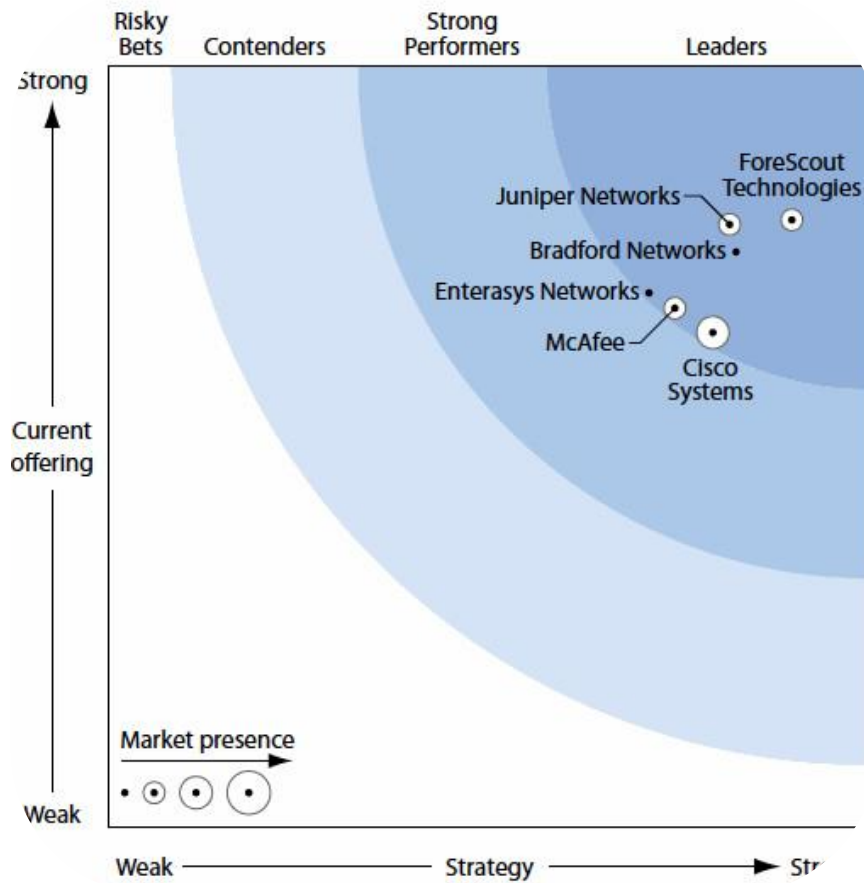 Risky
Bets
Contenders
Strong
Performers
Leaders
Strong
ForeScout
Technologies
Juniper Networks
Bradford Networks
Enterasys Networks
McAfee
Cisco
Systems
Current
offering
Market presence
Weak
Weak
Strategy